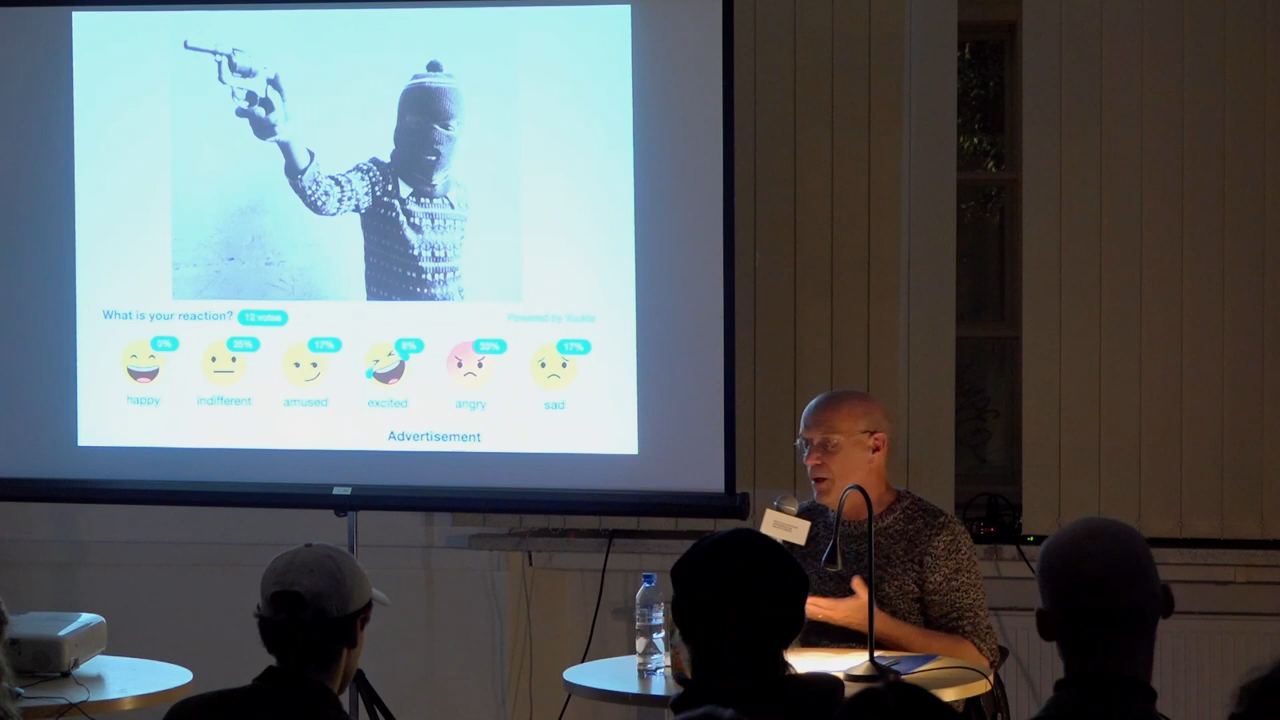 What is your reaction? 12 votes
0% 25% 17% 8% 33% 17%
happy indifferent amused excited angry sad
Advertisement